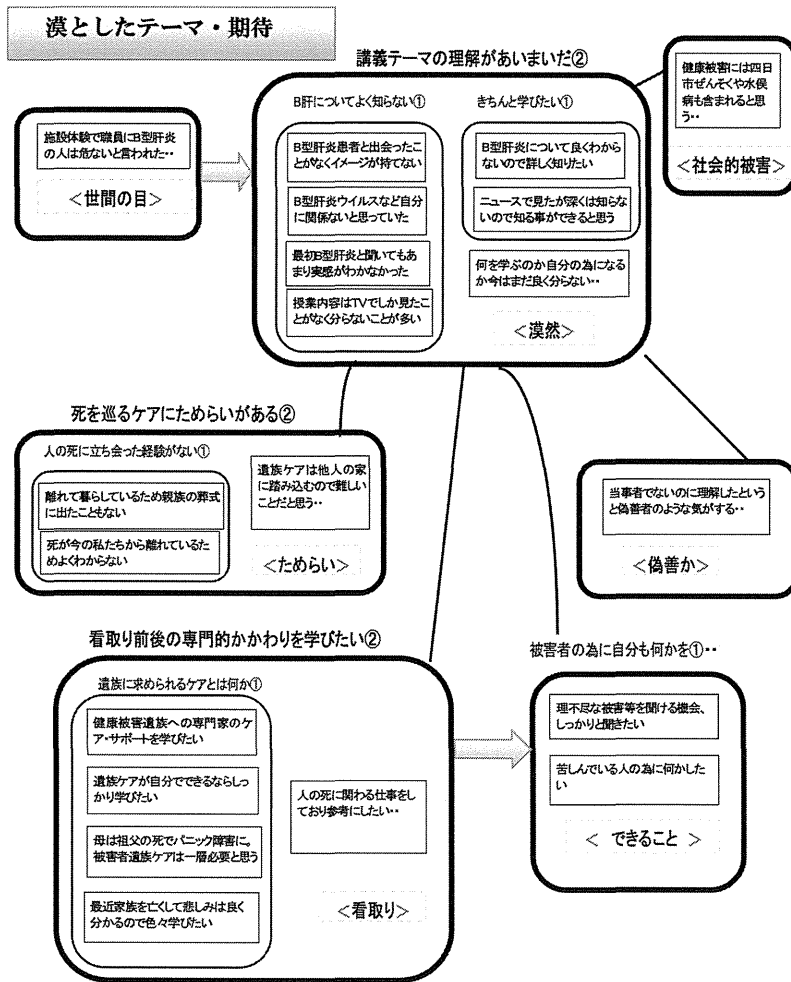 漠としたテーマ・期待
講義テーマの理解があいまいだ②
健康被害には四日
市ぜんそくや水俣
病も含まれると思
う‥
＜社会的被害＞
施設体験で職員にB型肝炎
の人は危ないと言われた‥
＜世間の目＞
B肝についてよく知らない①
B型肝炎患者と出会ったこ
とがなくイメージが持てない
B型肝炎ウイルスなど自分
に関係ないと思っていた
最初B型肝炎と聞いてもあ
まり実感がわかなかった
授業内容はTVでしか見たこ
とがなく分らないことが多い
きちんと学びたい①
B型肝炎について良くわから
ないので詳しく知りたい
ニュースで見たが深くは知らな
いので知る事ができると思う
何を学ぶのか自分の為になる
か今はまだ良く分らない‥
＜漠然＞
死を巡るケアにためらいがある②
人の死に立ち会った経験がない①
離れて暮らしているため親族の葬式
に出たこともない
死が今の私たちから離れているた
めよくわからない
遺族ケアは他人の家
に踏み込むので難しい
ことだと思う‥
＜ためらい＞
当事者でないのに理解したという
と偽善者のような気がする‥
＜偽善か＞
看取り前後の専門的かかわりを学びたい②
遺族に求められるケアとは何か①
健康被害遺族への専門家のケ
ア・サポートを学びたい
遺族ケアが自分でできるならしっ
かり学びたい
母は祖父の死でパニック障害に。
被害者遺族ケアは一層必要と思う
最近家族を亡くして悲しみは良く
分かるので色々学びたい
人の死に関わる仕事をし
ており参考にしたい‥
＜看取り＞
被害者の為に自分も何かを①‥
理不尽な被害等を聞ける機会、
しっかりと聞きたい
苦しんでいる人の為に何かした
い
＜ できること ＞